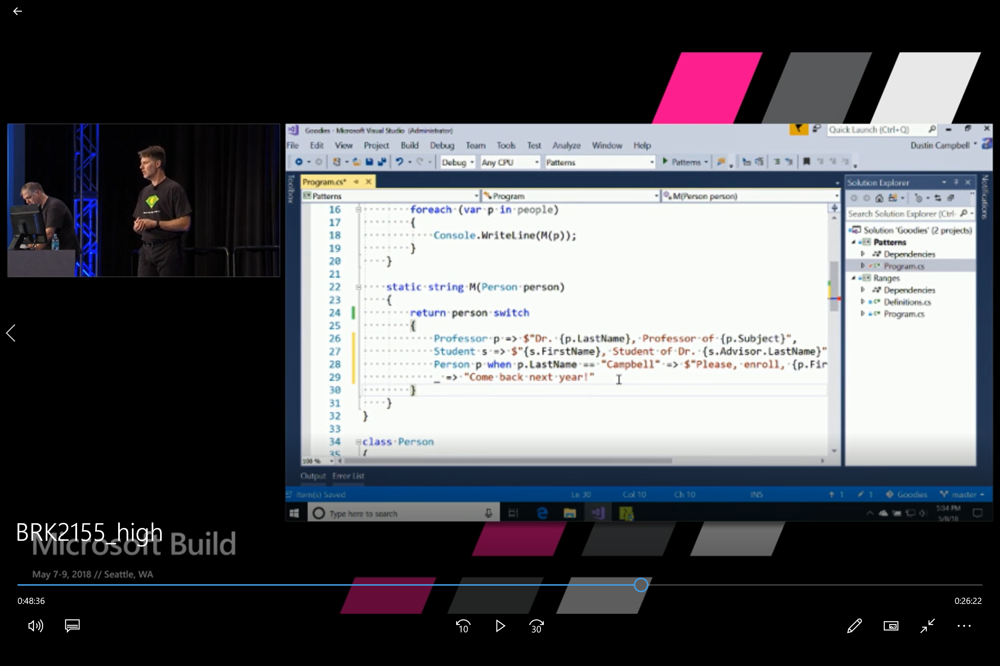 Goodies - Microsoft Visual Studio (Administrator)
Quick Launch (Ctrl+Q)
File Edit View Project Build Debug Team Tools Test Analyze Window Help
Dustin Campbell
Debug Any CPU Patterns Patterns
Toolbox
Program.cs*
Patterns Program M(Person person)
16 foreach (var p in people)
17 {
18 Console.WriteLine(M(p));
19 }
20 }
21
22 static string M(Person person)
23 {
24 return person switch
25 {
26 Professor p => $"Dr. {p.LastName}, Professor of {p.Subject}",
27 Student s => $"{s.FirstName}, Student of Dr. {s.Advisor.LastName}"
28 Person p when p.LastName == "Campbell" => $"Please, enroll, {p.Fir
29 _ => "Come back next year!"
30 }
31 }
32 }
33
34 class Person
35 {
100 %
Solution Explorer
Search Solution Explorer (Ctrl-
Solution 'Goodies' (2 projects)
Patterns
Dependencies
Program.cs
Ranges
Dependencies
Definitions.cs
Program.cs
Notifications
Output Error List
Item(s) Saved Ln 30 Col 10 Ch 10 INS 1 1 Goodies master
Type here to search
5:34 PM
5/8/18
BRK2155_high
Microsoft Build
May 7-9, 2018 // Seattle, WA
0:48:36 0:26:22
10 30